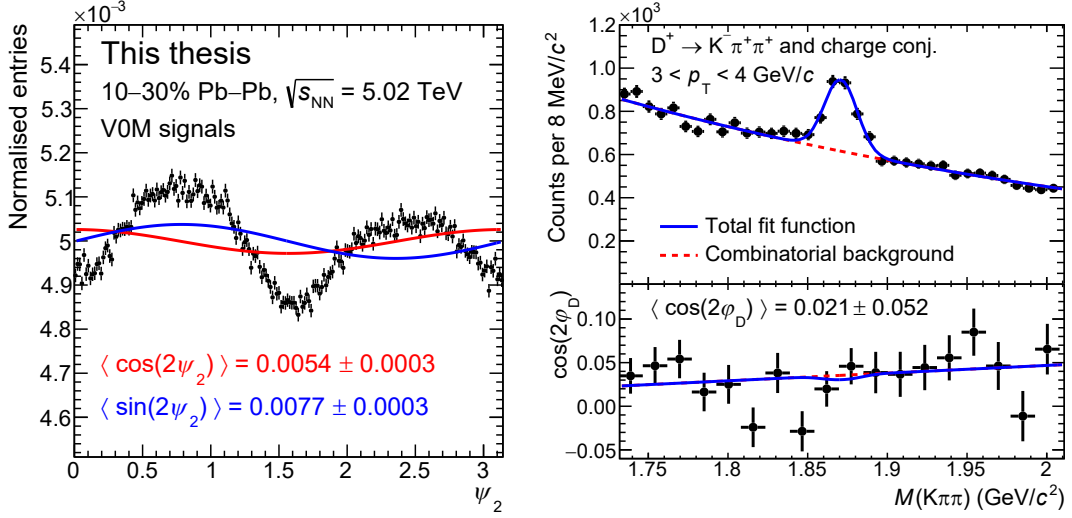 ×10⁻³
5.4
5.3
5.2
5.1
5
4.9
4.8
4.7
4.6
Normalised entries
This thesis
10−30% Pb−Pb, √s_NN = 5.02 TeV
V0M signals
⟨ cos(2ψ₂) ⟩ = 0.0054 ± 0.0003
⟨ sin(2ψ₂) ⟩ = 0.0077 ± 0.0003
0 0.5 1 1.5 2 2.5 3
ψ₂
×10³
1.2
1.0
0.8
0.6
0.4
0.2
Counts per 8 MeV/c²
D⁺ → K⁻π⁺π⁺ and charge conj.
3 < p_T < 4 GeV/c
Total fit function
Combinatorial background
0.10
0.05
0.00
−0.05
cos(2φ_D)
⟨ cos(2φ_D) ⟩ = 0.021 ± 0.052
1.75 1.8 1.85 1.9 1.95 2
M(Kππ) (GeV/c²)